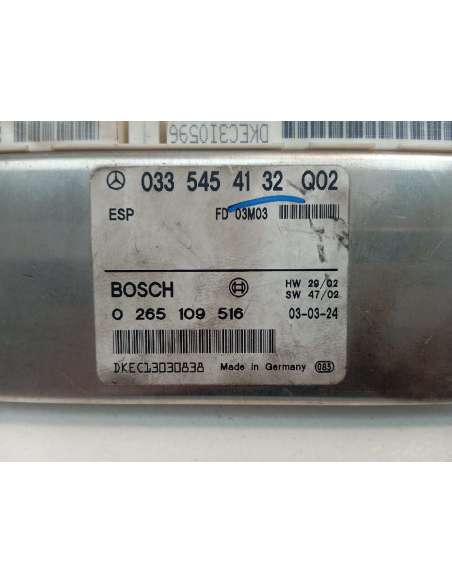 DKEC3I0596
033 545 41 32 Q02
ESP FD 03M03
BOSCH HW 29/02
SW 47/02
0 265 109 516 03-03-24
DKEC13030838 Made in Germany 083